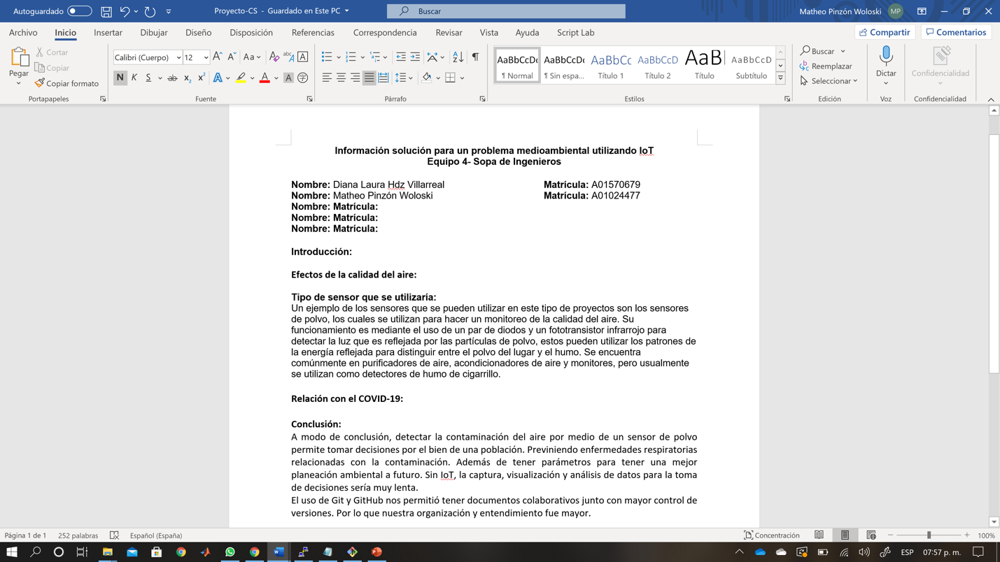 Autoguardado
Proyecto-CS - Guardado en Este PC
Buscar
Matheo Pinzón Woloski
MP
Archivo Inicio Insertar Dibujar Diseño Disposición Referencias Correspondencia Revisar Vista Ayuda Script Lab
Compartir
Comentarios
Pegar
Cortar
Copiar
Copiar formato
Portapapeles
Calibri (Cuerpo) 12
N K S ab x₂ x²
Fuente
Párrafo
AaBbCcDc AaBbCcDc AaBbCc AaBbCcD AaB AaBbCcD
¶ Normal ¶ Sin espa... Título 1 Título 2 Título Subtítulo
Estilos
Buscar
Reemplazar
Seleccionar
Edición
Dictar
Voz
Confidencialidad
Confidencialidad
Información solución para un problema medioambiental utilizando IoT
Equipo 4- Sopa de Ingenieros
Nombre: Diana Laura Hdz Villarreal Matrícula: A01570679
Nombre: Matheo Pinzón Woloski Matrícula: A01024477
Nombre: Matrícula:
Nombre: Matrícula:
Nombre: Matrícula:
Introducción:
Efectos de la calidad del aire:
Tipo de sensor que se utilizaría:
Un ejemplo de los sensores que se pueden utilizar en este tipo de proyectos son los sensores
de polvo, los cuales se utilizan para hacer un monitoreo de la calidad del aire. Su
funcionamiento es mediante el uso de un par de diodos y un fototransistor infrarrojo para
detectar la luz que es reflejada por las partículas de polvo, estos pueden utilizar los patrones de
la energía reflejada para distinguir entre el polvo del lugar y el humo. Se encuentra
comúnmente en purificadores de aire, acondicionadores de aire y monitores, pero usualmente
se utilizan como detectores de humo de cigarrillo.
Relación con el COVID-19:
Conclusión:
A modo de conclusión, detectar la contaminación del aire por medio de un sensor de polvo
permite tomar decisiones por el bien de una población. Previniendo enfermedades respiratorias
relacionadas con la contaminación. Además de tener parámetros para tener una mejor
planeación ambiental a futuro. Sin IoT, la captura, visualización y análisis de datos para la toma
de decisiones sería muy lenta.
El uso de Git y GitHub nos permitió tener documentos colaborativos junto con mayor control de
versiones. Por lo que nuestra organización y entendimiento fue mayor.
Página 1 de 1 252 palabras Español (España)
Concentración
100%
ESP 07:57 p. m.